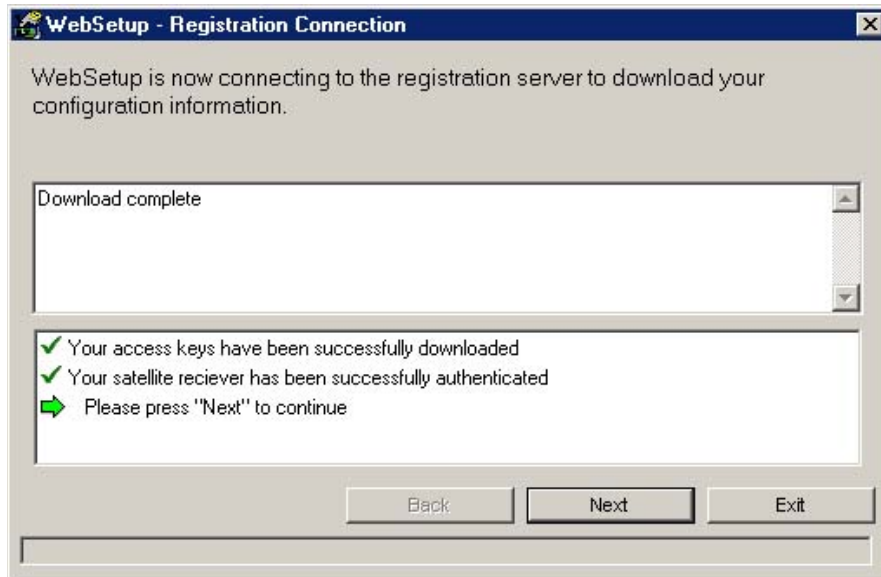 WebSetup - Registration Connection
WebSetup is now connecting to the registration server to download your
configuration information.
Download complete
Your access keys have been successfully downloaded
Your satellite reciever has been successfully authenticated
Please press "Next" to continue
Back Next Exit